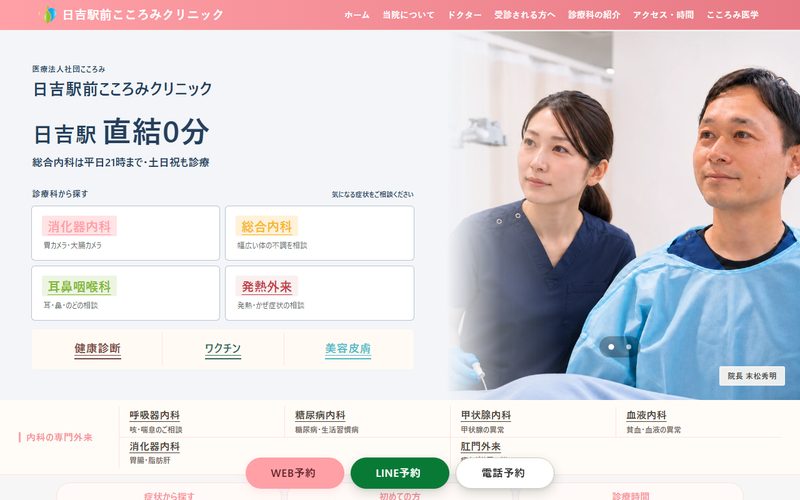 日吉駅前こころみクリニック
ホーム 当院について ドクター 受診される方へ 診療科の紹介 アクセス・時間 こころみ医学
医療法人社団こころみ
日吉駅前こころみクリニック
日吉駅 直結0分
総合内科は平日21時まで・土日祝も診療
診療科から探す 気になる症状をご相談ください
消化器内科 総合内科
胃カメラ・大腸カメラ 幅広い体の不調を相談
耳鼻咽喉科 発熱外来
耳・鼻・のどの相談 発熱・かぜ症状の相談
健康診断 ワクチン 美容皮膚
院長 末松秀明
内科の専門外来
呼吸器内科 糖尿病内科 甲状腺内科 血液内科
咳・喘息のご相談 糖尿病・生活習慣病 甲状腺の異常 貧血・血液の異常
消化器内科 肛門外来
胃腸・脂肪肝
WEB予約 LINE予約 電話予約
症状から探す 初めての方 診療時間